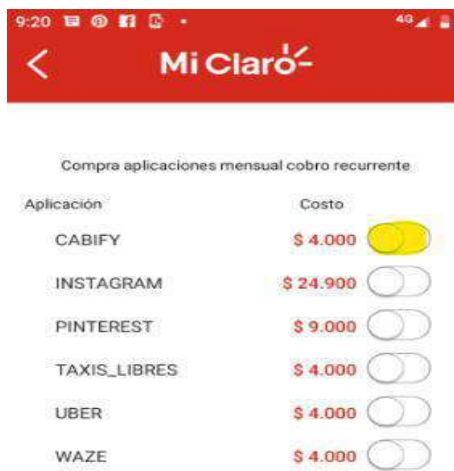 9:20
4G
Mi Claro
Compra aplicaciones mensual cobro recurrente
Aplicación Costo
CABIFY $ 4.000
INSTAGRAM $ 24.900
PINTEREST $ 9.000
TAXIS_LIBRES $ 4.000
UBER $ 4.000
WAZE $ 4.000